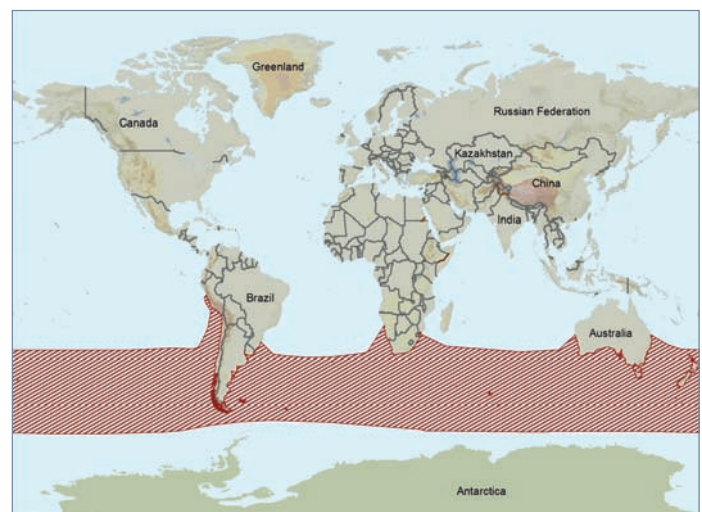 Greenland
Canada
Russian Federation
Kazakhstan
China
India
Brazil
Australia
Antarctica